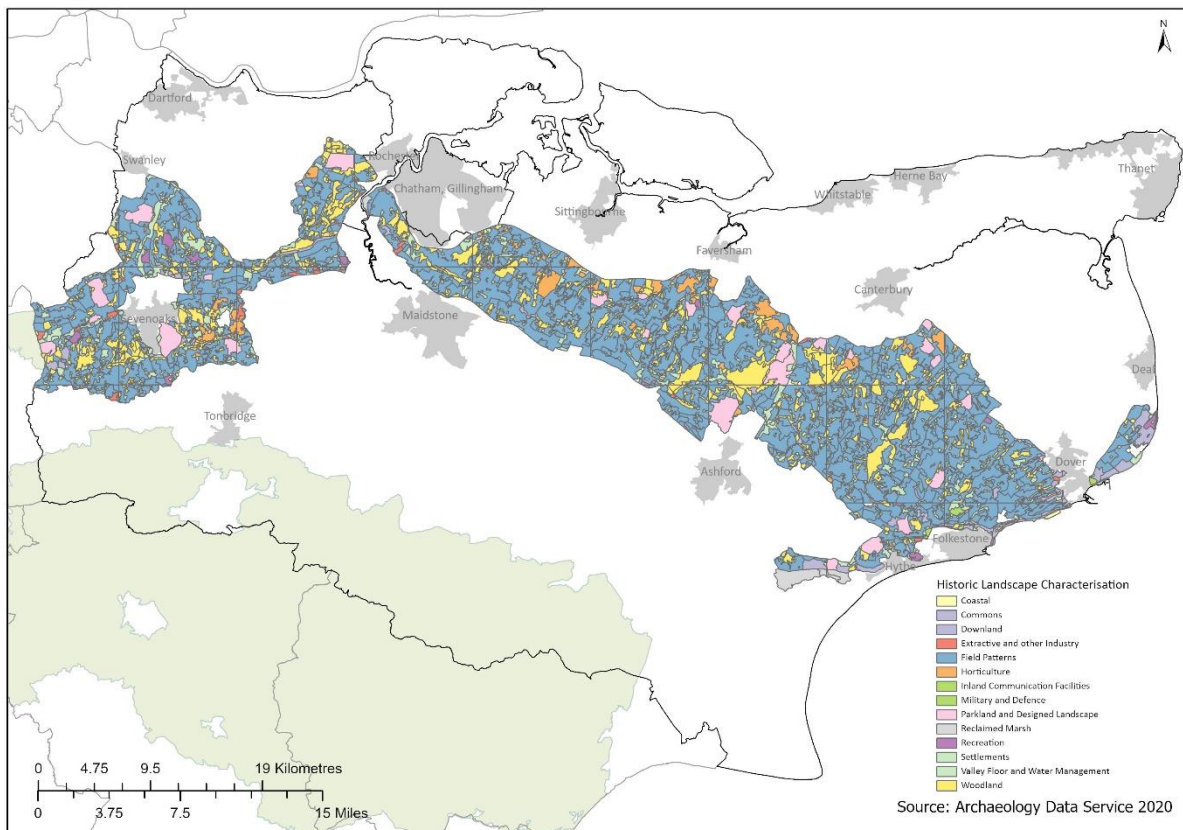 N
Dartford
Swanley
Rochester
Chatham, Gillingham
Sittingbourne
Whitstable
Herne Bay
Thanet
Faversham
Canterbury
Sevenoaks
Maidstone
Deal
Tonbridge
Ashford
Dover
Folkestone
Hythe
Historic Landscape Characterisation
Coastal
Commons
Downland
Extractive and other Industry
Field Patterns
Horticulture
Inland Communication Facilities
Military and Defence
Parkland and Designed Landscape
Reclaimed Marsh
Recreation
Settlements
Valley Floor and Water Management
Woodland
0 4.75 9.5 19 Kilometres
0 3.75 7.5 15 Miles
Source: Archaeology Data Service 2020